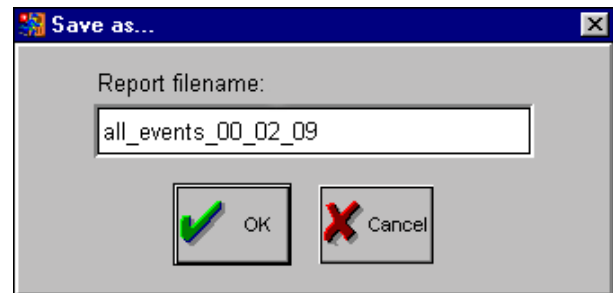 Save as...
Report filename:
all_events_00_02_09
OK
Cancel